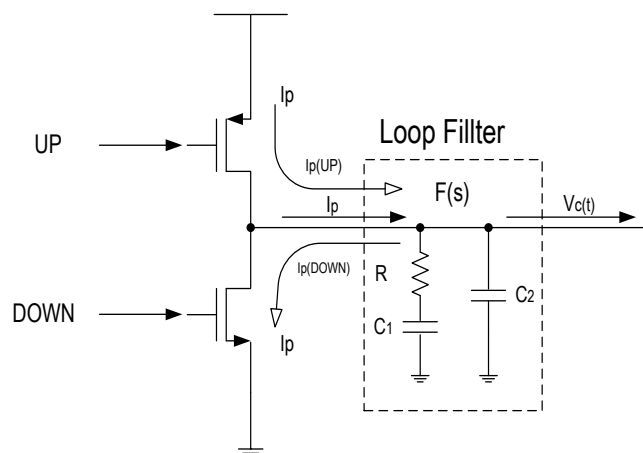 Ip
UP
Loop Fillter
Ip(UP)
F(s)
Ip
Vc(t)
Ip(DOWN)
R
C2
DOWN
C1
Ip